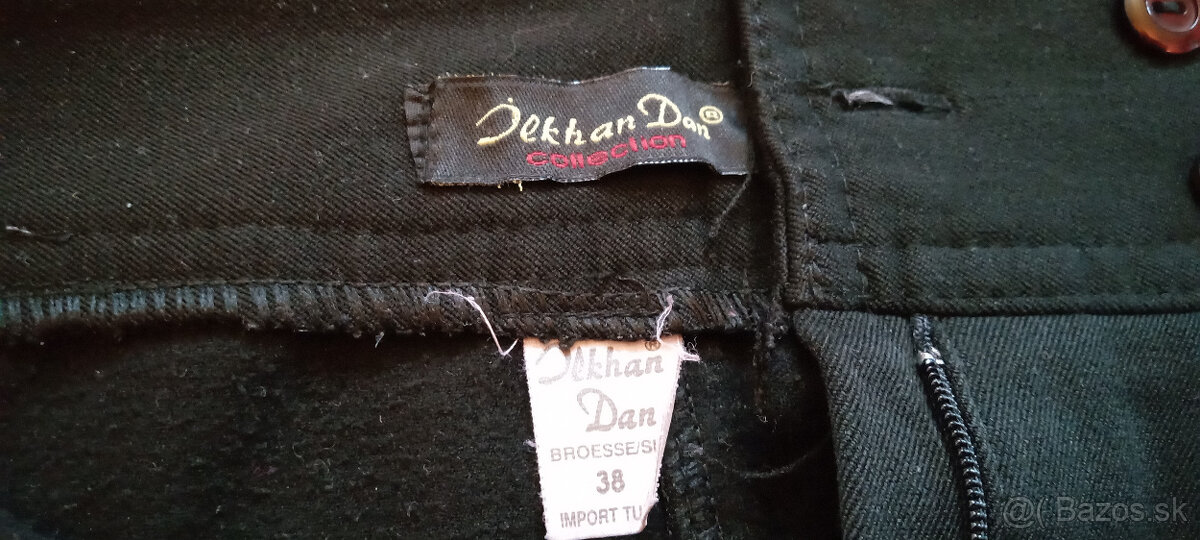 İlkhan Dan®
Collection
İlkhan®
Dan
BROESSE/SI
38
IMPORT TU
@( Bazos.sk